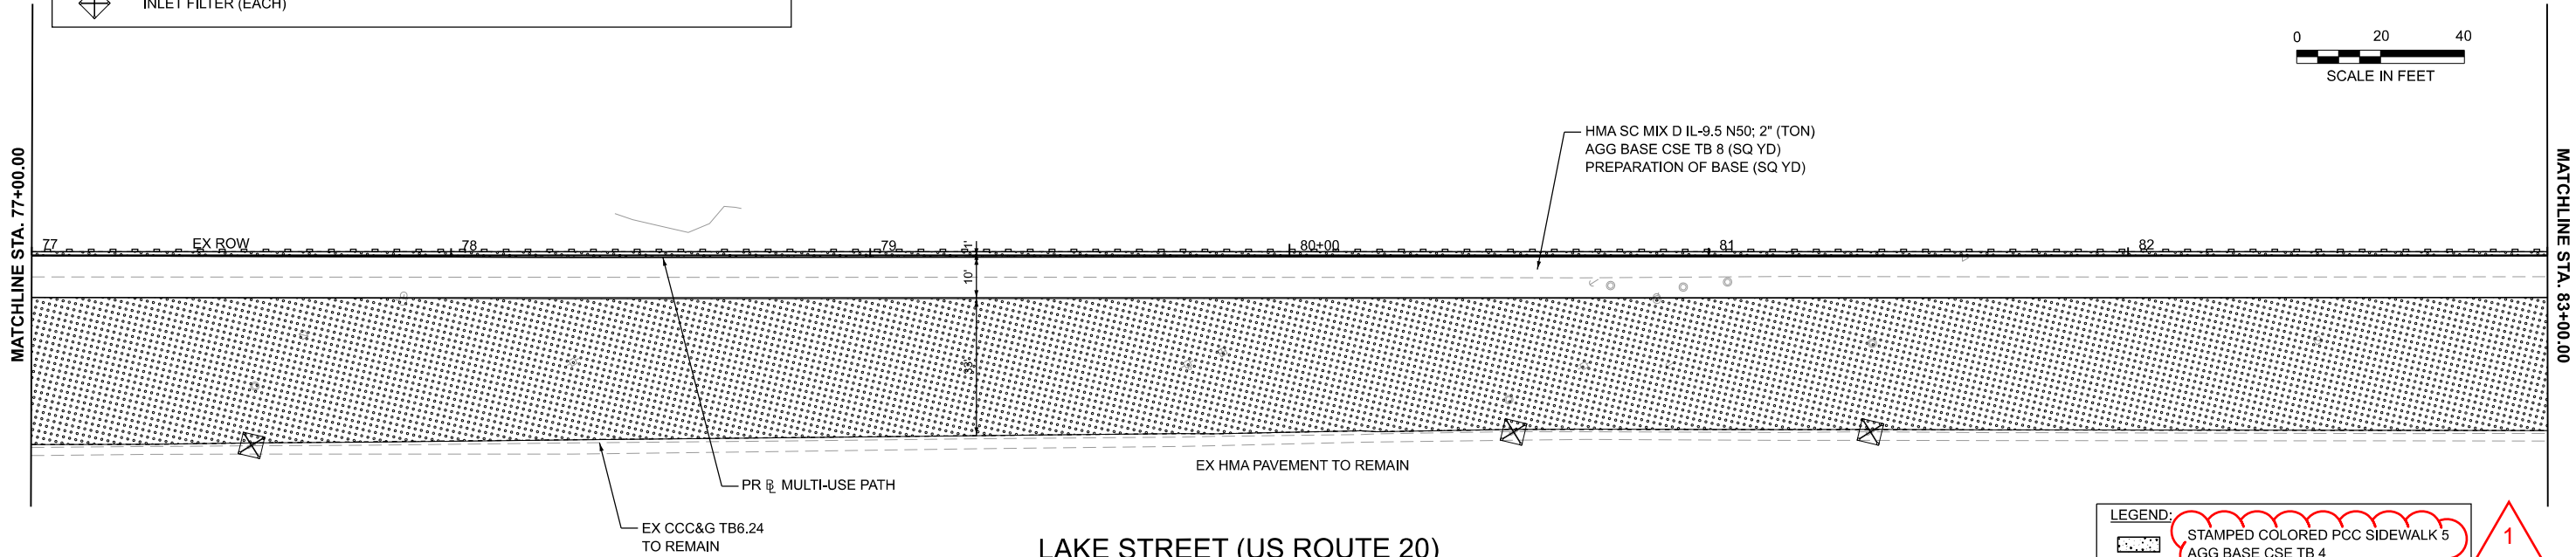 INLET FILTER (EACH)
0 20 40
SCALE IN FEET
HMA SC MIX D IL-9.5 N50; 2" (TON)
AGG BASE CSE TB 8 (SQ YD)
PREPARATION OF BASE (SQ YD)
MATCHLINE STA. 77+00.00
MATCHLINE STA. 83+00.00
77 EX ROW 78 79 1' 80+00 81 82
10'
33'
EX HMA PAVEMENT TO REMAIN
PR BL MULTI-USE PATH
EX CCC&G TB6.24
TO REMAIN
LAKE STREET (US ROUTE 20)
LEGEND:
STAMPED COLORED PCC SIDEWALK 5
AGG BASE CSE TB 4
1